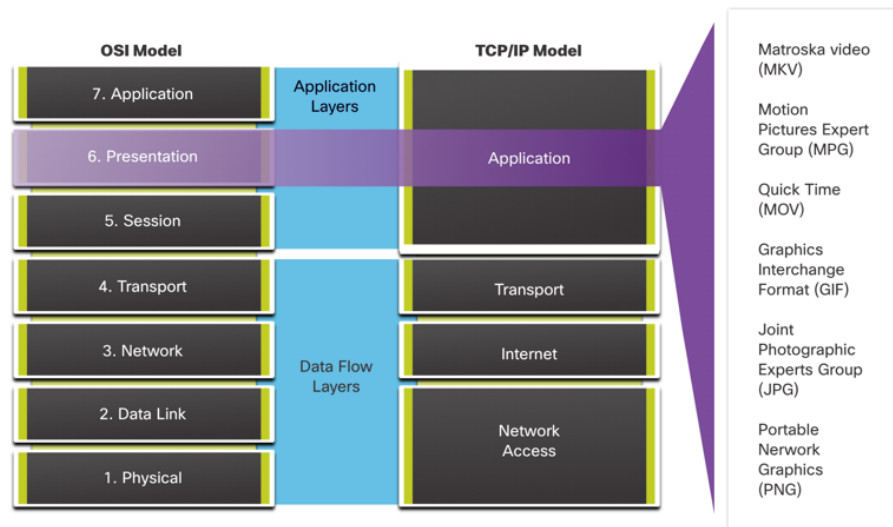 OSI Model
TCP/IP Model
7. Application
6. Presentation
5. Session
4. Transport
3. Network
2. Data Link
1. Physical
Application
Layers
Data Flow
Layers
Application
Transport
Internet
Network
Access
Matroska video
(MKV)
Motion
Pictures Expert
Group (MPG)
Quick Time
(MOV)
Graphics
Interchange
Format (GIF)
Joint
Photographic
Experts Group
(JPG)
Portable
Nerwork
Graphics
(PNG)